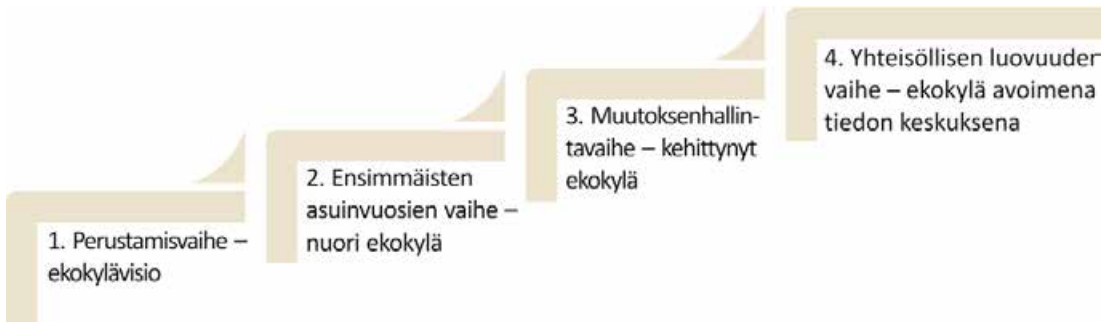 1. Perustamisvaihe –
ekokylävisio
2. Ensimmäisten
asuinvuosien vaihe –
nuori ekokylä
3. Muutoksenhallin-
tavaihe – kehittynyt
ekokylä
4. Yhteisöllisen luovuuden
vaihe – ekokylä avoimena
tiedon keskuksena